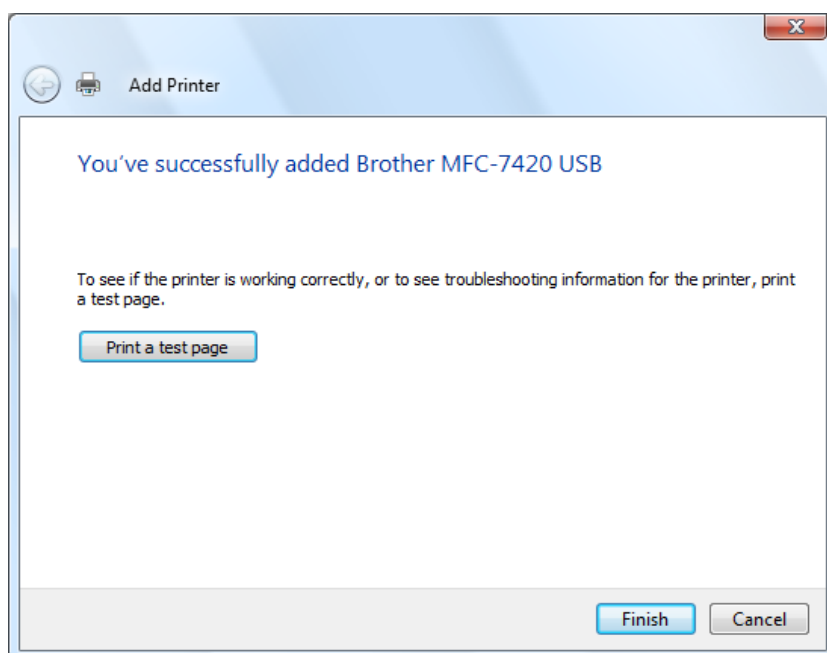 Add Printer
You've successfully added Brother MFC-7420 USB
To see if the printer is working correctly, or to see troubleshooting information for the printer, print
a test page.
Print a test page
Finish
Cancel